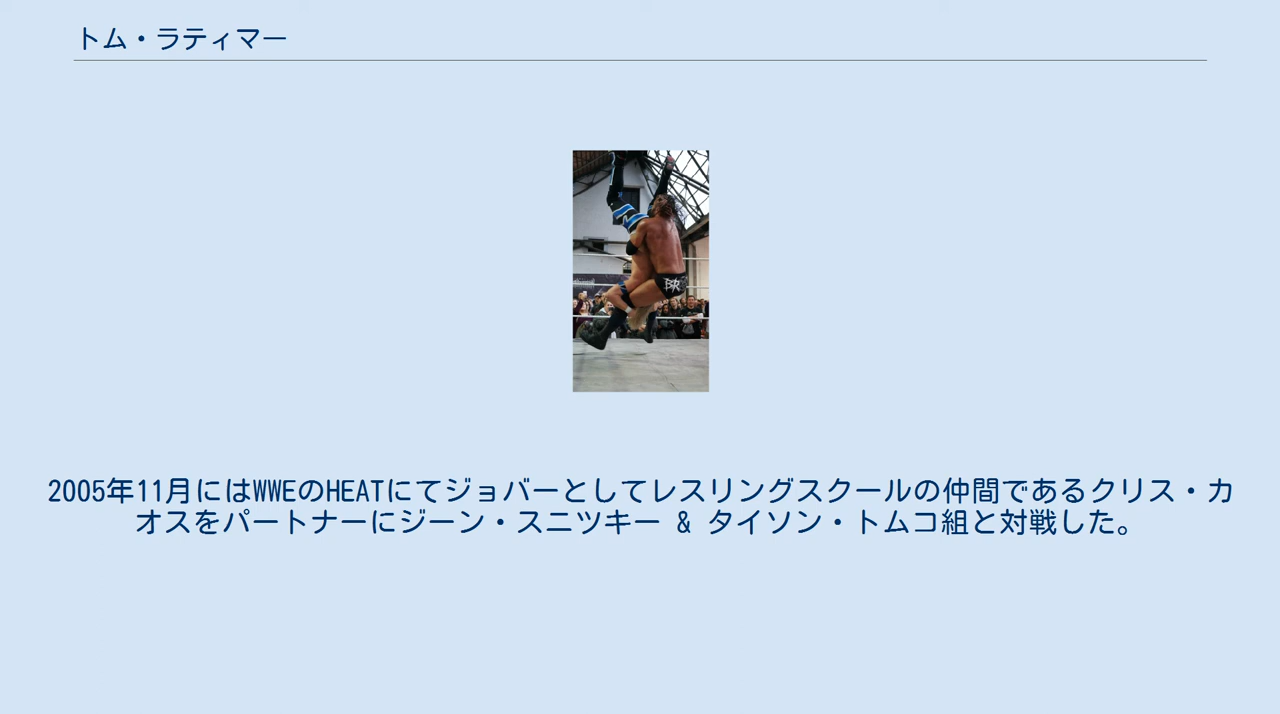 トム・ラティマー
BR
2005年11月にはWWEのHEATにてジョバーとしてレスリングスクールの仲間であるクリス・カ
オスをパートナーにジーン・スニツキー & タイソン・トムコ組と対戦した。